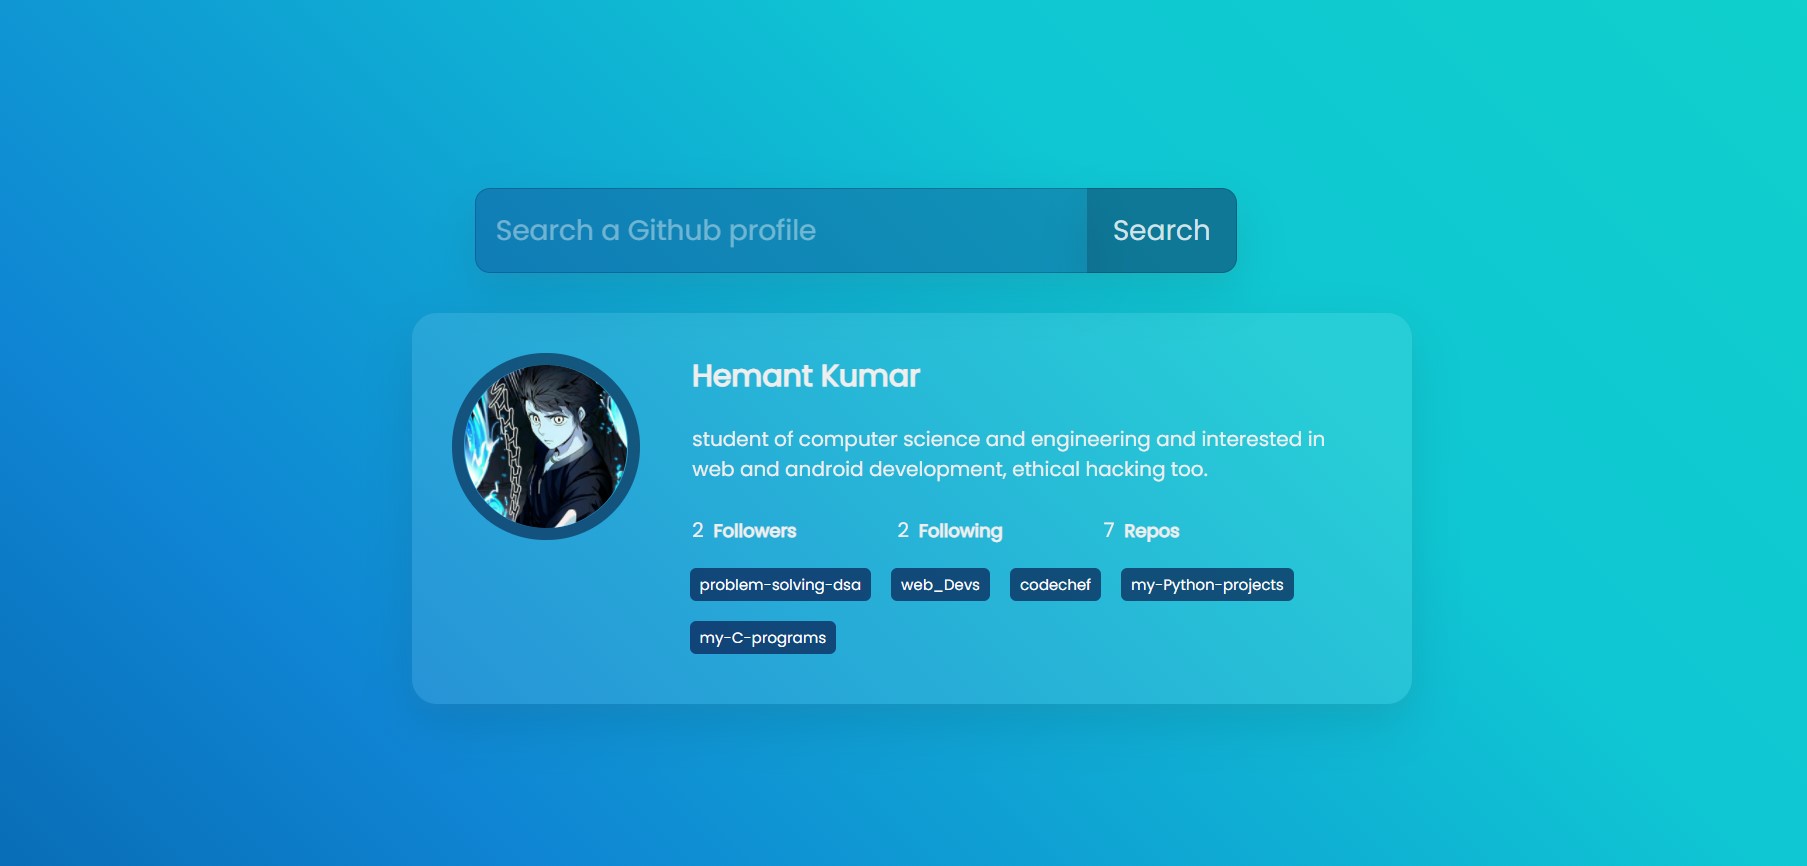 Search a Github profile Search
Hemant Kumar
student of computer science and engineering and interested in
web and android development, ethical hacking too.
2 Followers 2 Following 7 Repos
problem-solving-dsa web_Devs codechef my-Python-projects
my-C-programs